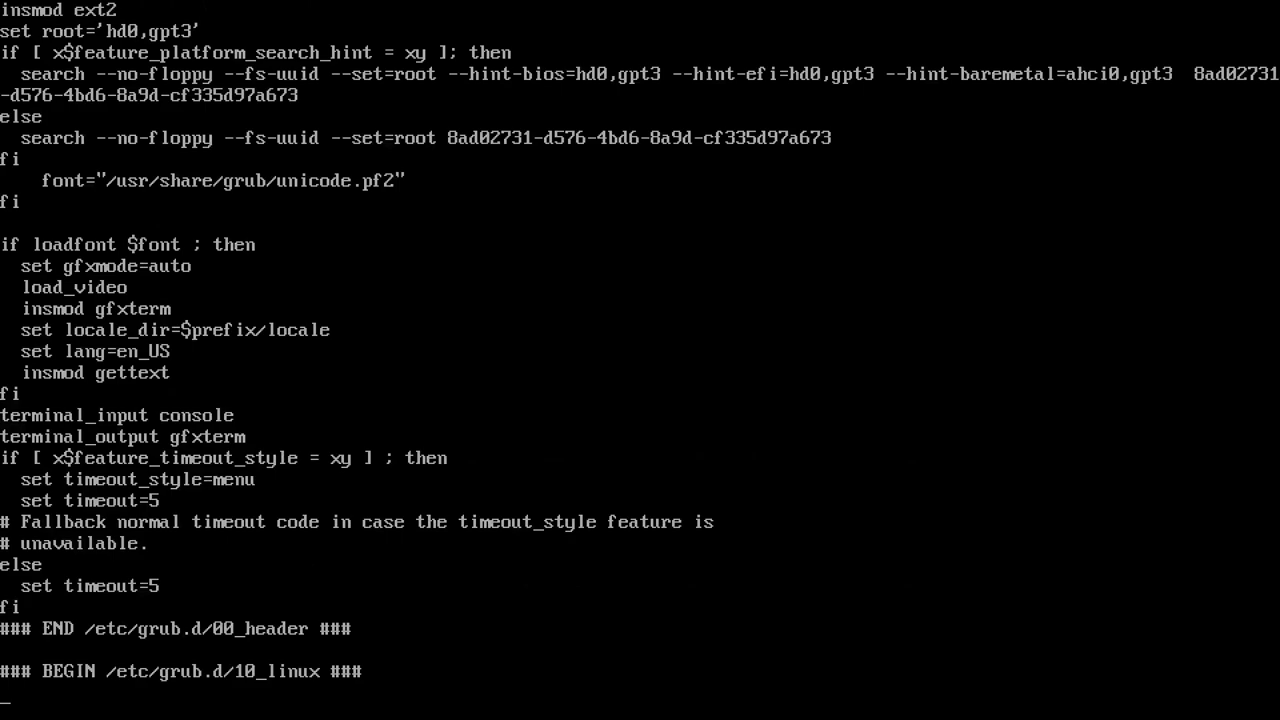 insmod ext2
set root='hd0,gpt3'
if [ x$feature_platform_search_hint = xy ]; then
  search --no-floppy --fs-uuid --set=root --hint-bios=hd0,gpt3 --hint-efi=hd0,gpt3 --hint-baremetal=ahci0,gpt3  8ad02731
-d576-4bd6-8a9d-cf335d97a673
else
  search --no-floppy --fs-uuid --set=root 8ad02731-d576-4bd6-8a9d-cf335d97a673
fi
    font="/usr/share/grub/unicode.pf2"
fi

if loadfont $font ; then
  set gfxmode=auto
  load_video
  insmod gfxterm
  set locale_dir=$prefix/locale
  set lang=en_US
  insmod gettext
fi
terminal_input console
terminal_output gfxterm
if [ x$feature_timeout_style = xy ] ; then
  set timeout_style=menu
  set timeout=5
# Fallback normal timeout code in case the timeout_style feature is
# unavailable.
else
  set timeout=5
fi
### END /etc/grub.d/00_header ###

### BEGIN /etc/grub.d/10_linux ###
_